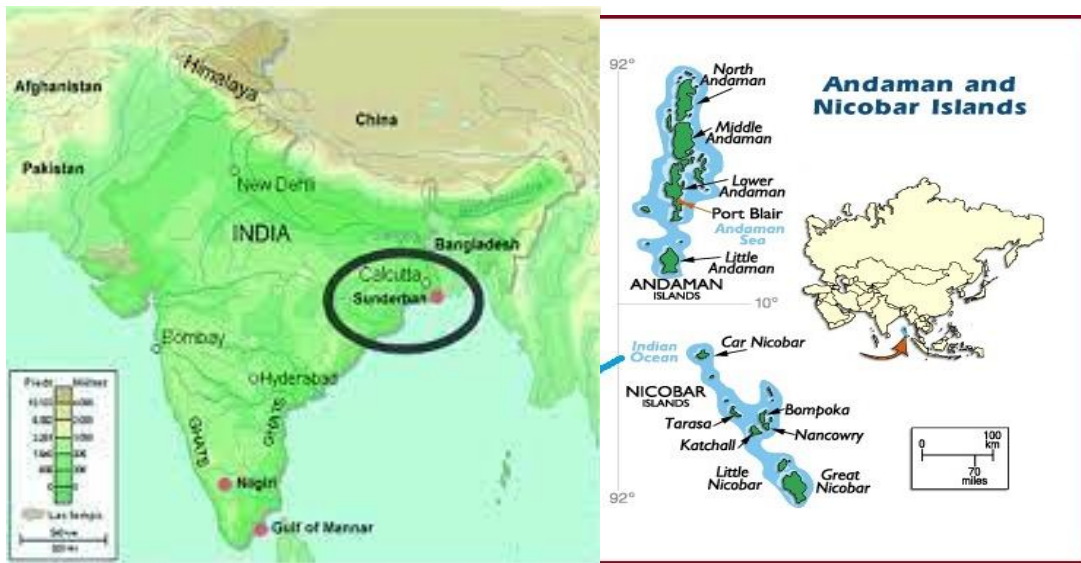 Himalaya
Afghanistan
China
Pakistan
New Delhi
INDIA
Bangladesh
Calcutta
Sunderban
Bombay
Hyderabad
GHATS
GHATS
Nilgiri
Gulf of Mannar
0
0
92°
North
Andaman
Middle
Andaman
Lower
Andaman
Port Blair
Andaman
Sea
Little
Andaman
ANDAMAN
ISLANDS
10°
Indian
Ocean
Car Nicobar
NICOBAR
ISLANDS
Tarasa
Bompoka
Katchall
Nancowry
Little
Nicobar
Great
Nicobar
92°
Andaman and
Nicobar Islands
0
100
km
70
miles